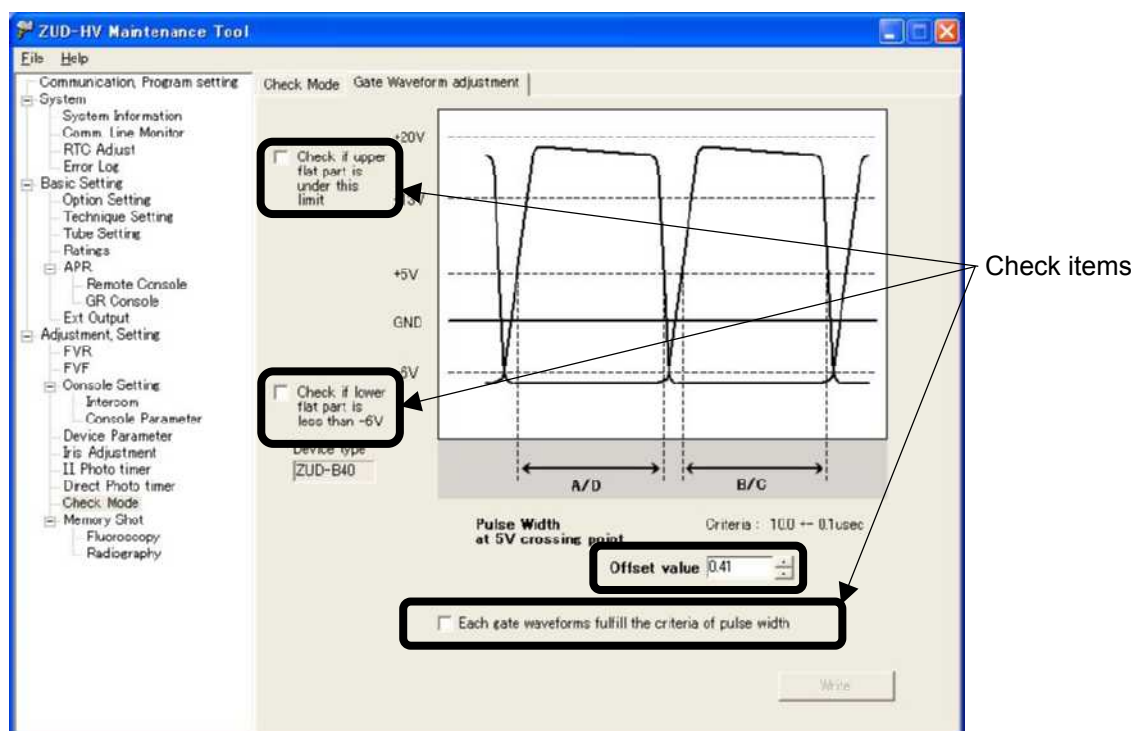 ZUD-HV Maintenance Tool
File Help
Communication, Program setting
System
System Information
Comm. Line Monitor
RTC Adjust
Error Log
Basic Setting
Option Setting
Technique Setting
Tube Setting
Ratings
APR
Remote Console
GR Console
Ext Output
Adjustment, Setting
FVR
FVF
Console Setting
Intercom
Console Parameter
Device Parameter
Iris Adjustment
II Photo timer
Direct Photo timer
Check Mode
Memory Shot
Fluoroscopy
Radiography
Check Mode Gate Waveform adjustment
+20V
Check if upper
flat part is
under this
limit
+5V
GND
Check if lower
flat part is
less than -6V
Device type
ZUD-B40
A/D B/C
Pulse Width
at 5V crossing point
Criteria : 10.0 +- 0.1usec
Offset value 0.41
Each gate waveforms fulfill the criteria of pulse width
Write
Check items